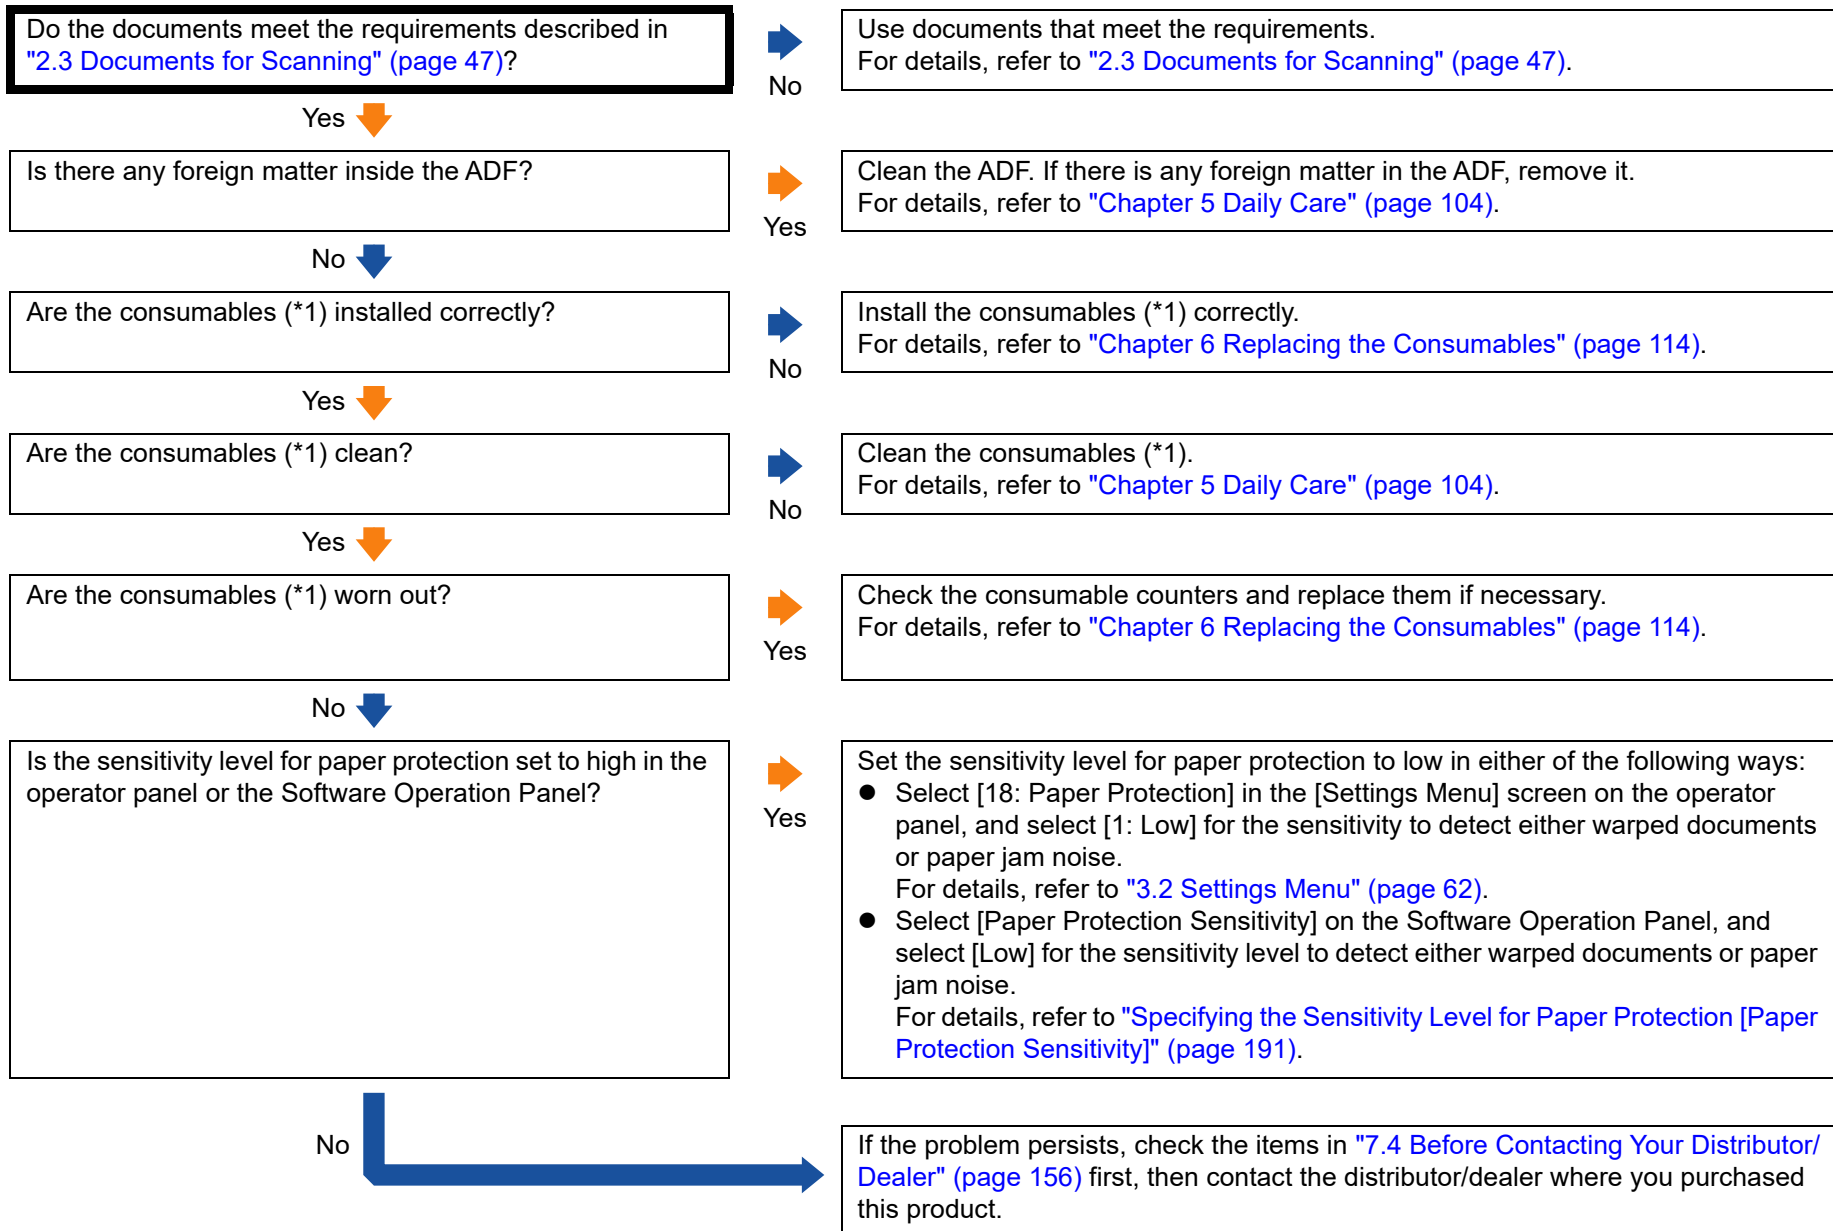 Do the documents meet the requirements described in
"2.3 Documents for Scanning" (page 47)?
No
Use documents that meet the requirements.
For details, refer to "2.3 Documents for Scanning" (page 47).
Yes
Is there any foreign matter inside the ADF?
Yes
Clean the ADF. If there is any foreign matter in the ADF, remove it.
For details, refer to "Chapter 5 Daily Care" (page 104).
No
Are the consumables (*1) installed correctly?
No
Install the consumables (*1) correctly.
For details, refer to "Chapter 6 Replacing the Consumables" (page 114).
Yes
Are the consumables (*1) clean?
No
Clean the consumables (*1).
For details, refer to "Chapter 5 Daily Care" (page 104).
Yes
Are the consumables (*1) worn out?
Yes
Check the consumable counters and replace them if necessary.
For details, refer to "Chapter 6 Replacing the Consumables" (page 114).
No
Is the sensitivity level for paper protection set to high in the
operator panel or the Software Operation Panel?
Yes
Set the sensitivity level for paper protection to low in either of the following ways:
● Select [18: Paper Protection] in the [Settings Menu] screen on the operator
panel, and select [1: Low] for the sensitivity to detect either warped documents
or paper jam noise.
For details, refer to "3.2 Settings Menu" (page 62).
● Select [Paper Protection Sensitivity] on the Software Operation Panel, and
select [Low] for the sensitivity level to detect either warped documents or paper
jam noise.
For details, refer to "Specifying the Sensitivity Level for Paper Protection [Paper
Protection Sensitivity]" (page 191).
No
If the problem persists, check the items in "7.4 Before Contacting Your Distributor/
Dealer" (page 156) first, then contact the distributor/dealer where you purchased
this product.